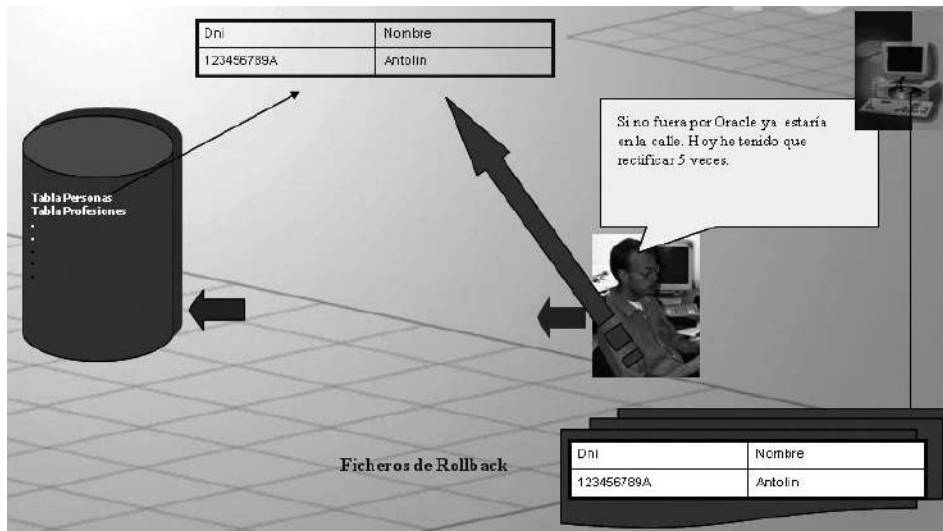 Dni Nombre
123456789A Antolin
Si no fuera por Oracle ya estaría
en la calle. Hoy he tenido que
rectificar 5 veces.
Tabla Personas
Tabla Profesiones
Ficheros de Rollback
Dni Nombre
123456789A Antolin